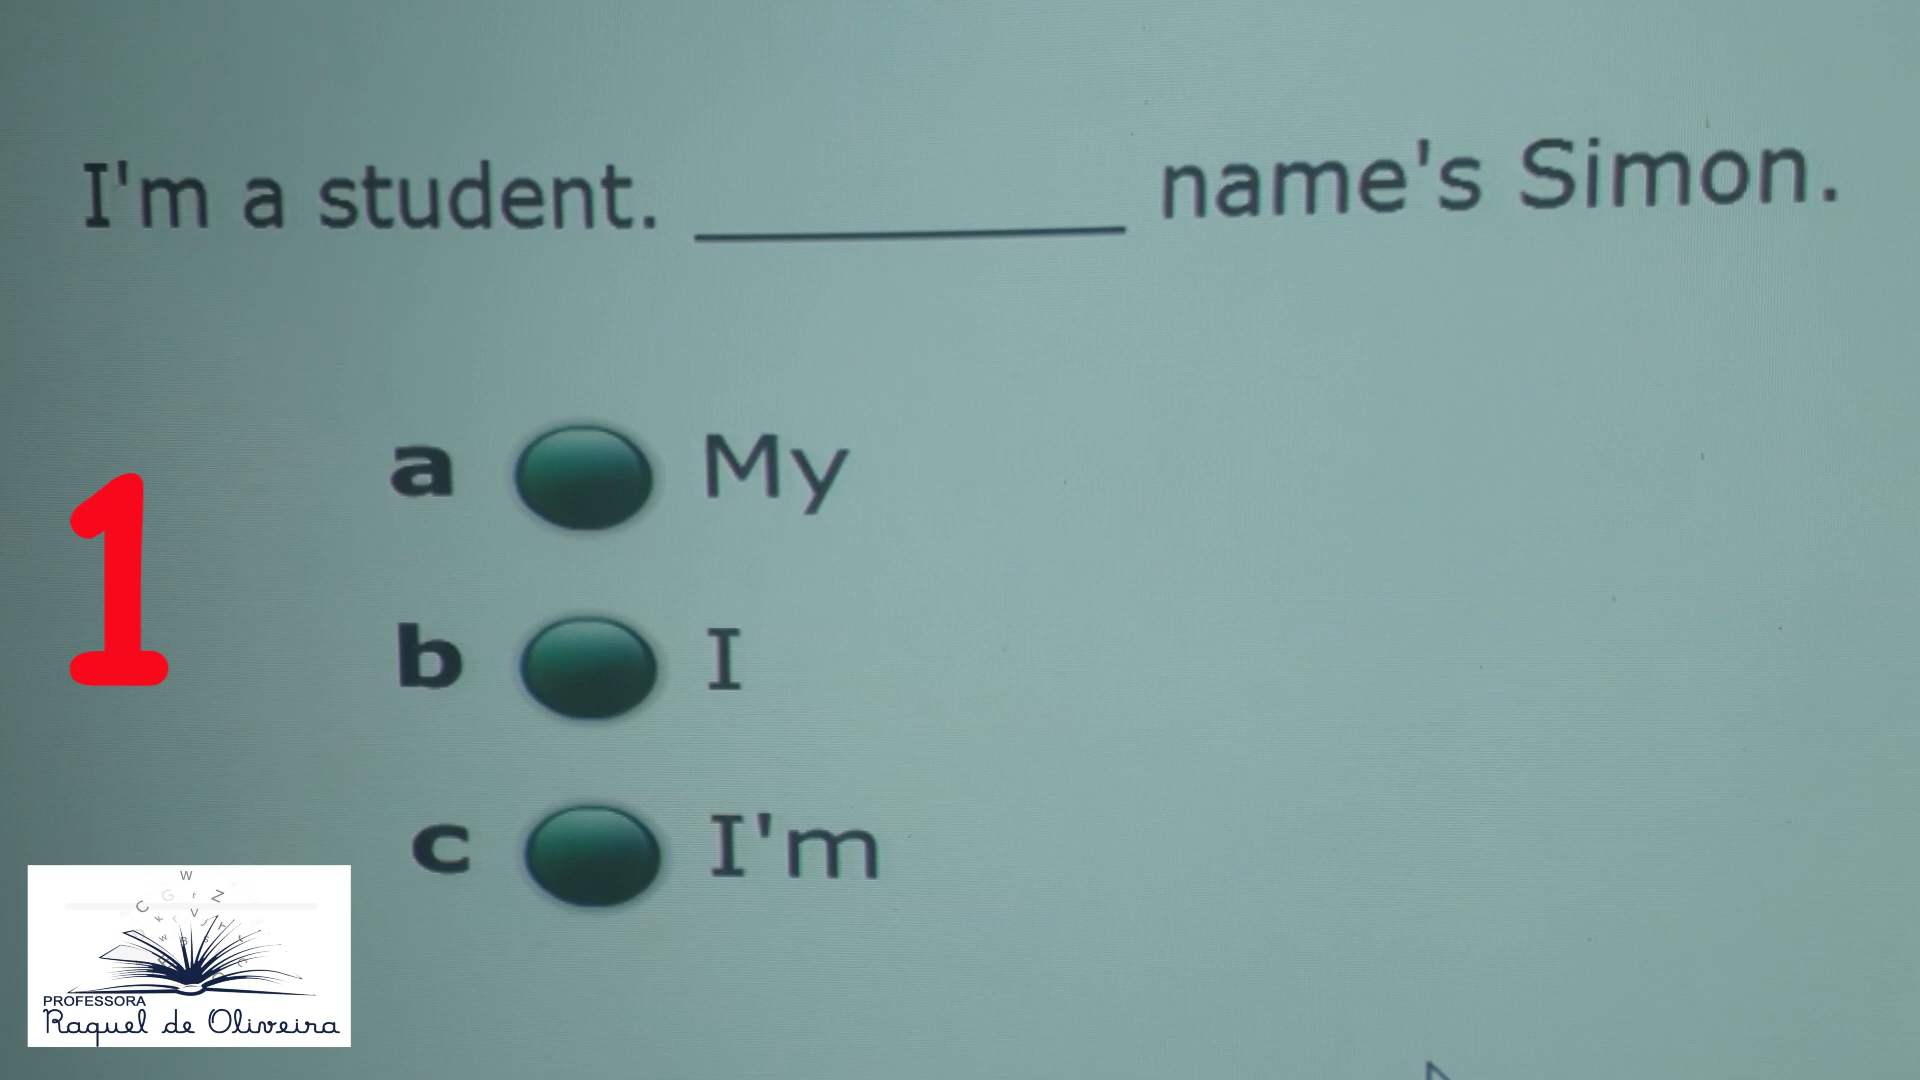 I'm a student. __________ name's Simon.
a My
1
b I
c I'm
PROFESSORA
Raquel de Oliveira